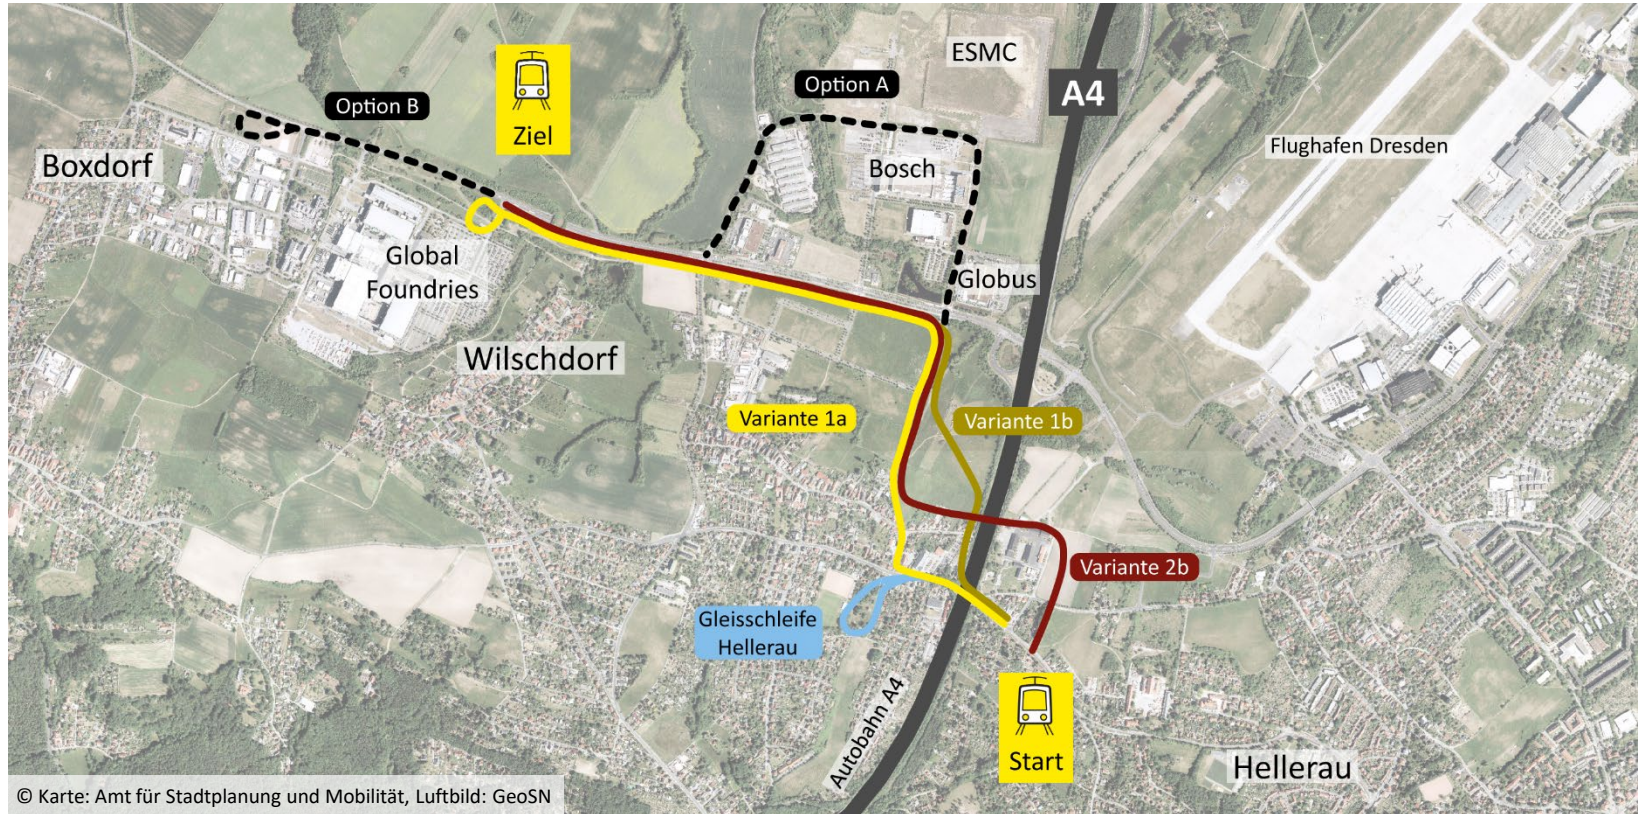 ESMC
A4
Option A
Option B
Ziel
Flughafen Dresden
Boxdorf
Bosch
Global
Foundries
Globus
Wilschdorf
Variante 1a
Variante 1b
Variante 2b
Gleisschleife
Hellerau
Autobahn A4
Start
Hellerau
© Karte: Amt für Stadtplanung und Mobilität, Luftbild: GeoSN